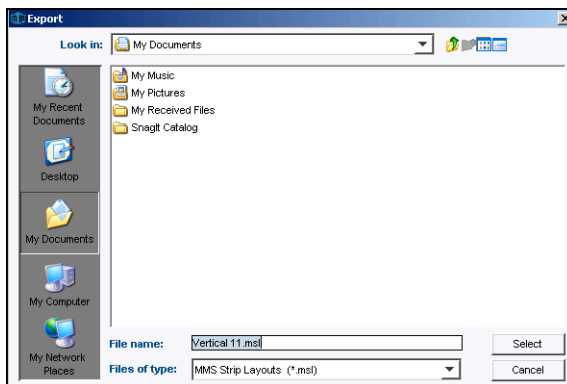 Export
Look in: My Documents
My Recent
Documents
Desktop
My Documents
My Computer
My Network
Places
My Music
My Pictures
My Received Files
SnagIt Catalog
File name: Vertical 11.msl Select
Files of type: MMS Strip Layouts (*.msl) Cancel